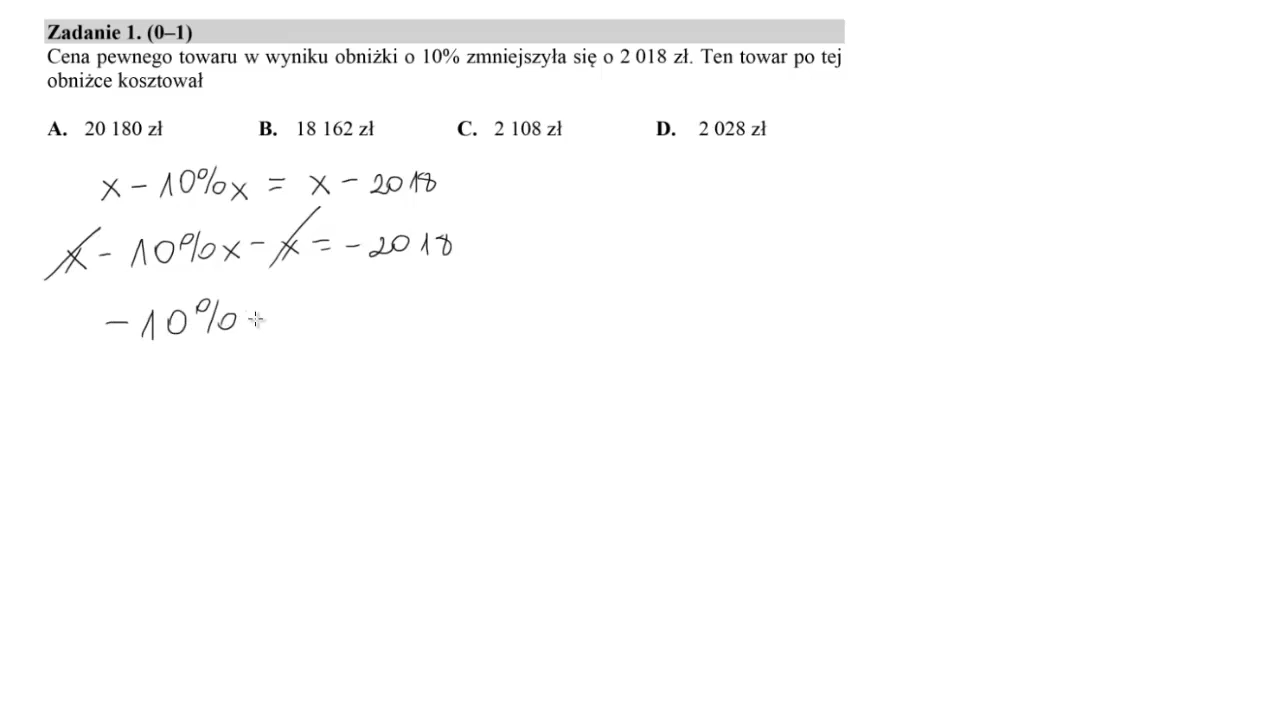 Zadanie 1. (0–1)
Cena pewnego towaru w wyniku obniżki o 10% zmniejszyła się o 2 018 zł. Ten towar po tej
obniżce kosztował
A. 20 180 zł B. 18 162 zł C. 2 108 zł D. 2 028 zł
x - 10%x = x - 2018
x - 10%x - x = - 2018
- 10%